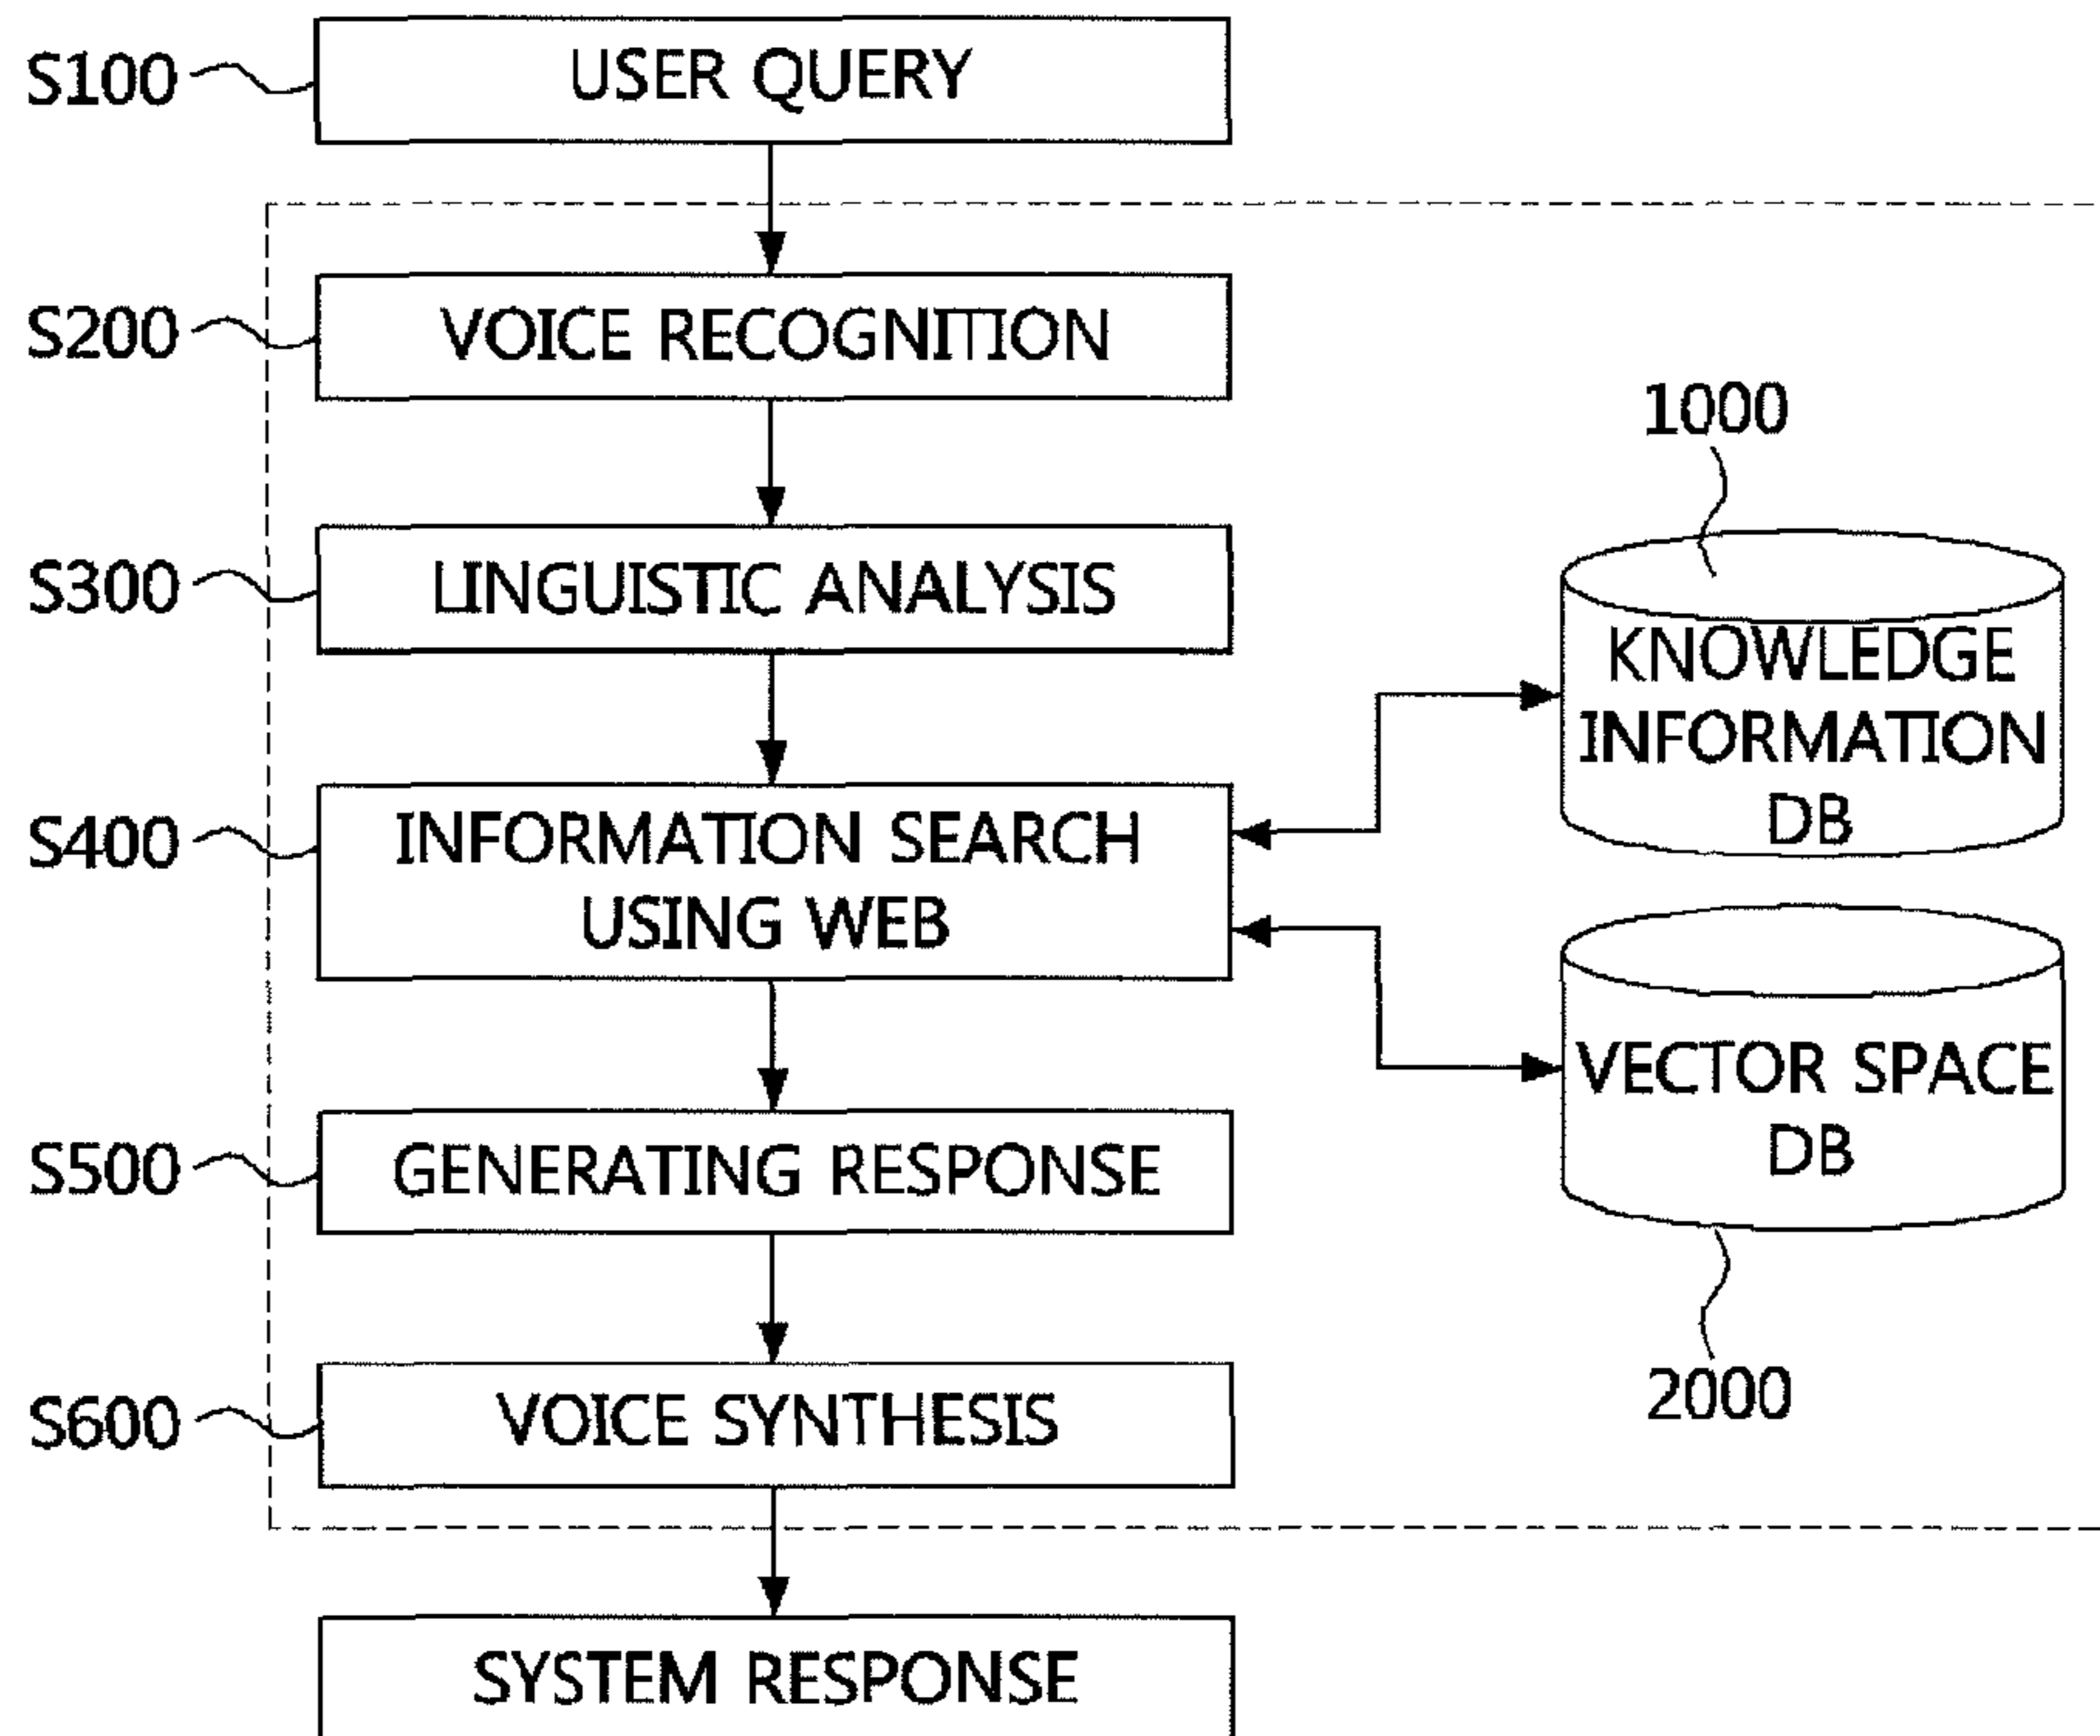 S100
USER QUERY
S200
VOICE RECOGNITION
1000
S300
LINGUISTIC ANALYSIS
KNOWLEDGE
INFORMATION
DB
S400
INFORMATION SEARCH
USING WEB
VECTOR SPACE
DB
S500
GENERATING RESPONSE
2000
S600
VOICE SYNTHESIS
SYSTEM RESPONSE